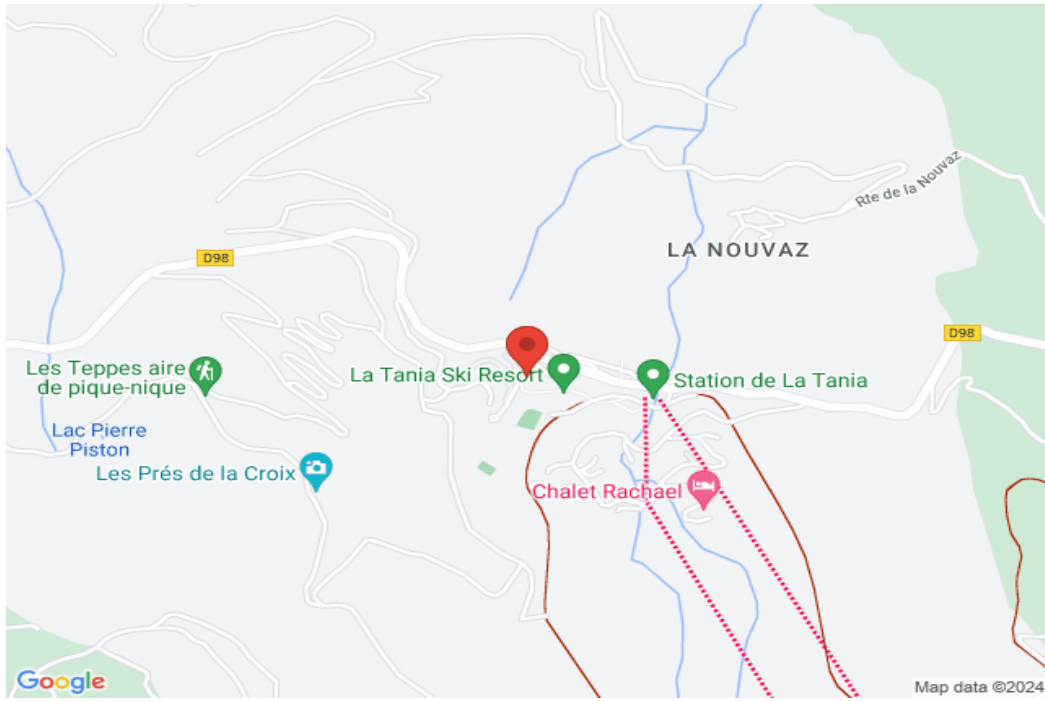 Rte de la Nouvaz
LA NOUVAZ
D98
D98
Les Teppes aire
de pique-nique
La Tania Ski Resort
Station de La Tania
Lac Pierre
Piston
Les Prés de la Croix
Chalet Rachael
Google
Map data ©2024